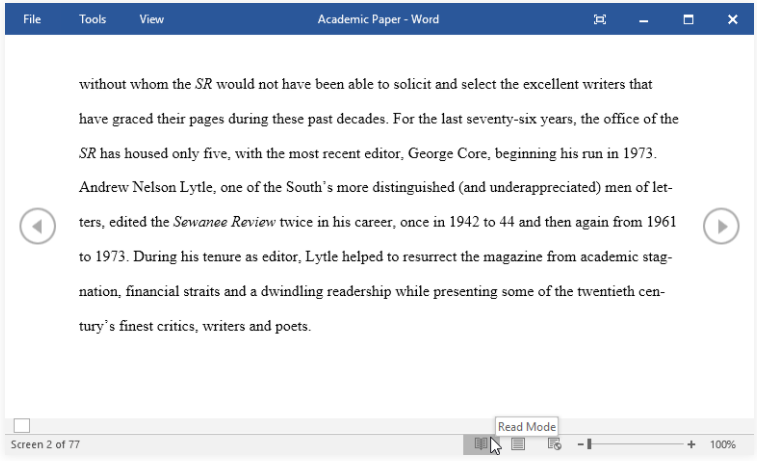 File Tools View Academic Paper - Word
without whom the SR would not have been able to solicit and select the excellent writers that
have graced their pages during these past decades. For the last seventy-six years, the office of the
SR has housed only five, with the most recent editor, George Core, beginning his run in 1973.
Andrew Nelson Lytle, one of the South's more distinguished (and underappreciated) men of let-
ters, edited the Sewanee Review twice in his career, once in 1942 to 44 and then again from 1961
to 1973. During his tenure as editor, Lytle helped to resurrect the magazine from academic stag-
nation, financial straits and a dwindling readership while presenting some of the twentieth cen-
tury's finest critics, writers and poets.
Read Mode
Screen 2 of 77 100%